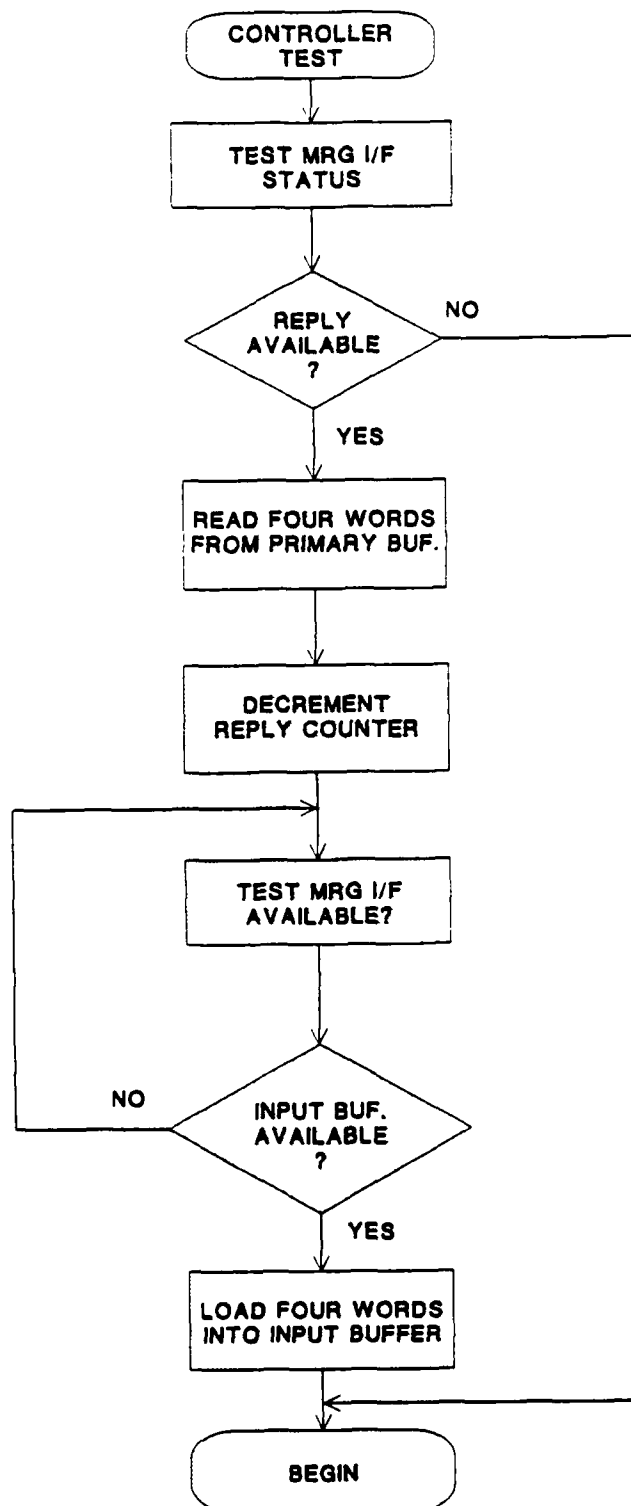 CONTROLLER
TEST
TEST MRG I/F
STATUS
REPLY
AVAILABLE
?
NO
YES
READ FOUR WORDS
FROM PRIMARY BUF.
DECREMENT
REPLY COUNTER
TEST MRG I/F
AVAILABLE?
NO
INPUT BUF.
AVAILABLE
?
YES
LOAD FOUR WORDS
INTO INPUT BUFFER
BEGIN